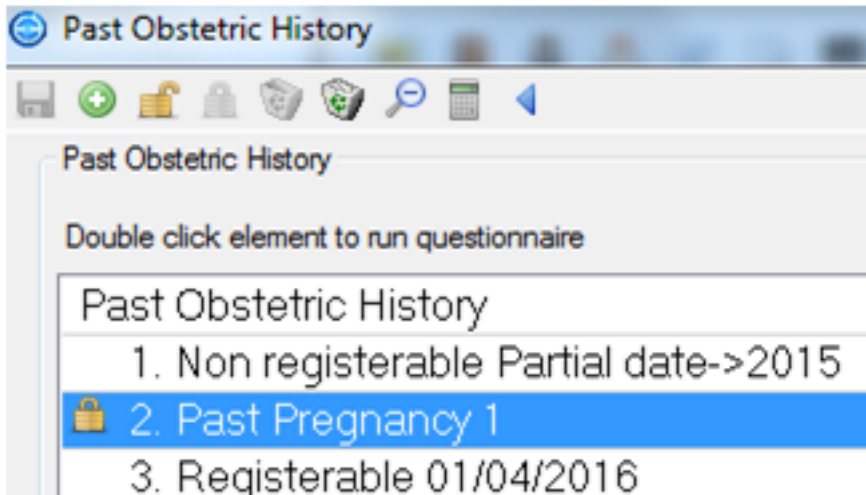 Past Obstetric History
Past Obstetric History
Double click element to run questionnaire
Past Obstetric History
1. Non registerable Partial date->2015
2. Past Pregnancy 1
3. Registerable 01/04/2016